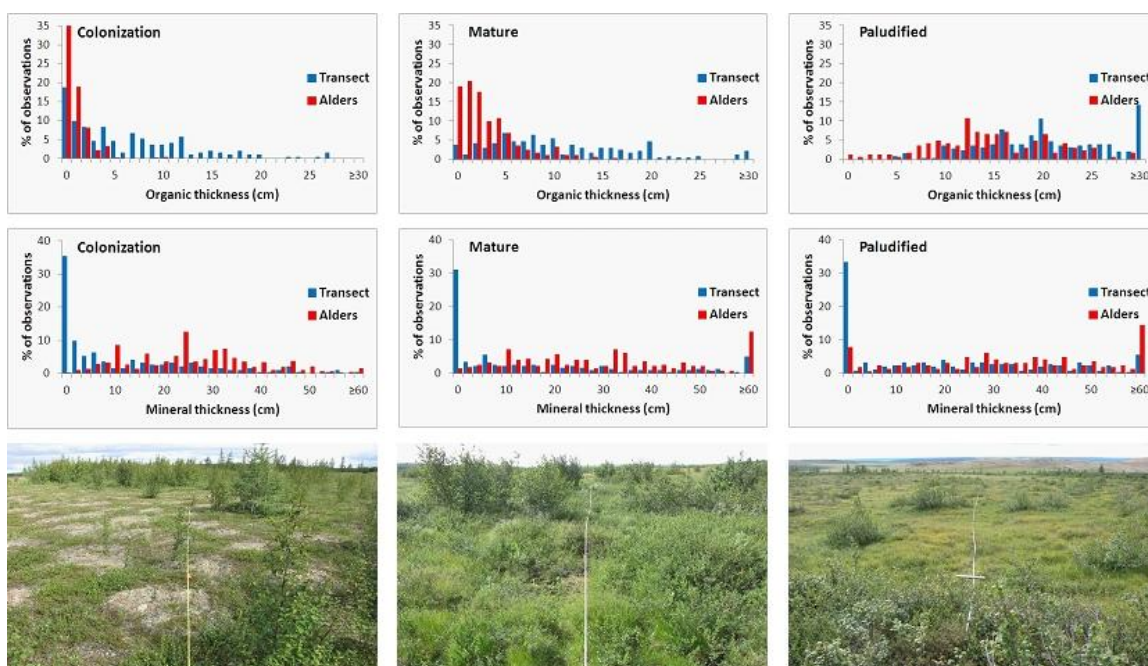 Colonization
35
30
25
20
15
10
5
0
% of observations
Transect
Alders
0 5 10 15 20 25 ≥30
Organic thickness (cm)
Mature
35
30
25
20
15
10
5
0
% of observations
Transect
Alders
0 5 10 15 20 25 ≥30
Organic thickness (cm)
Paludified
35
30
25
20
15
10
5
0
% of observations
Transect
Alders
0 5 10 15 20 25 ≥30
Organic thickness (cm)
Colonization
40
30
20
10
0
% of observations
Transect
Alders
0 10 20 30 40 50 ≥60
Mineral thickness (cm)
Mature
40
30
20
10
0
% of observations
Transect
Alders
0 10 20 30 40 50 ≥60
Mineral thickness (cm)
Paludified
40
30
20
10
0
% of observations
Transect
Alders
0 10 20 30 40 50 ≥60
Mineral thickness (cm)